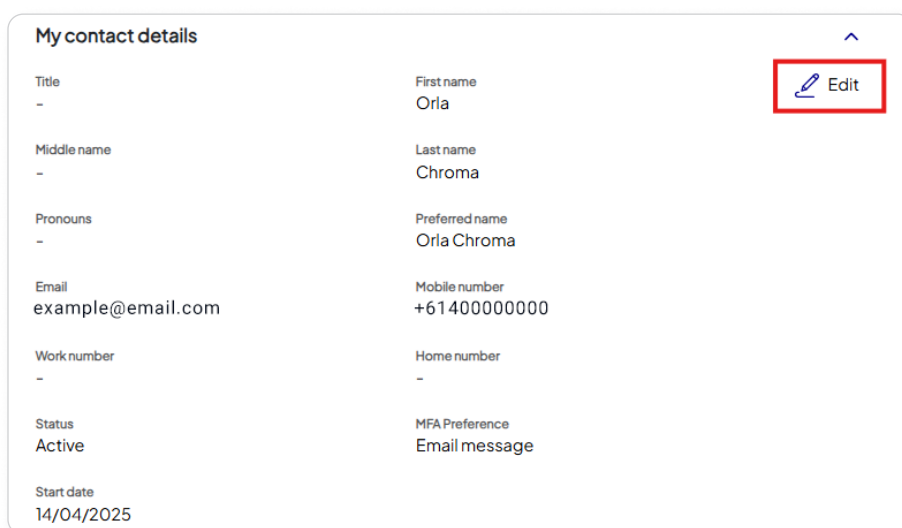 My contact details
Edit
Title
-
First name
Orla
Middle name
-
Last name
Chroma
Pronouns
-
Preferred name
Orla Chroma
Email
example@email.com
Mobile number
+61400000000
Work number
-
Home number
-
Status
Active
MFA Preference
Email message
Start date
14/04/2025